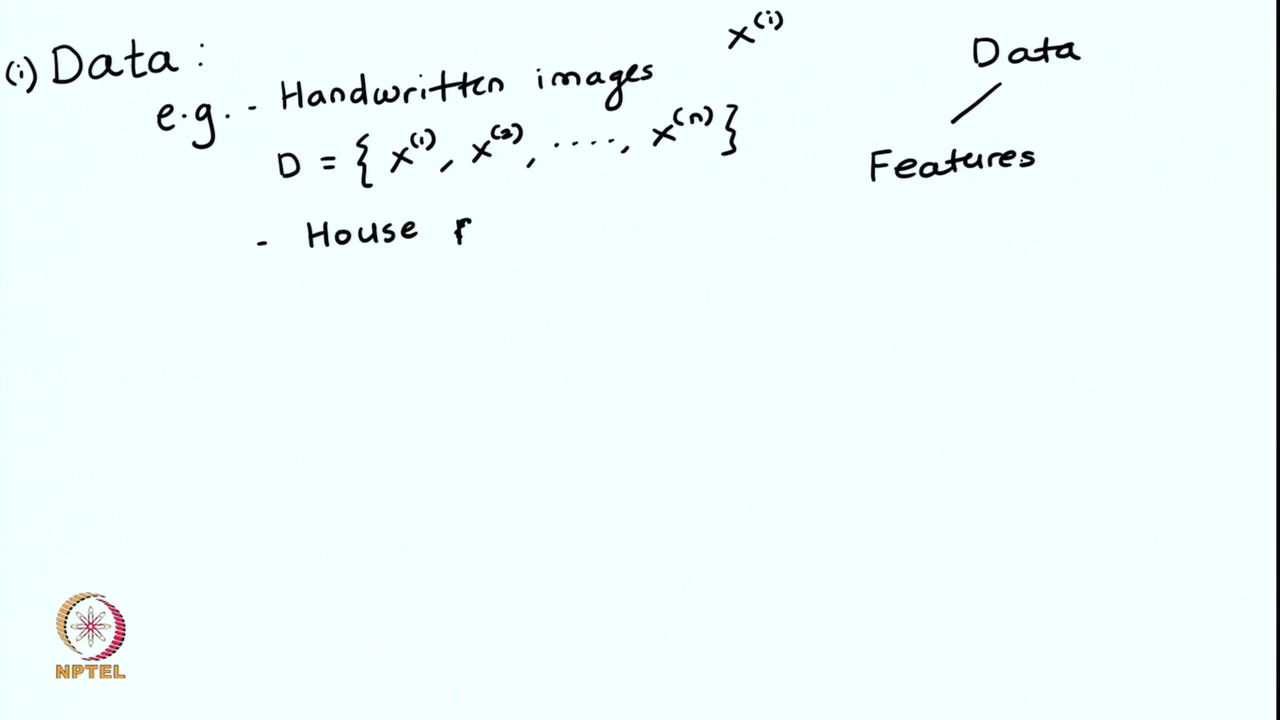 (i) Data :
e.g. - Handwritten images x^(i)
D = { x^(1), x^(2), ....., x^(n) }
- House
Data
Features
NPTEL